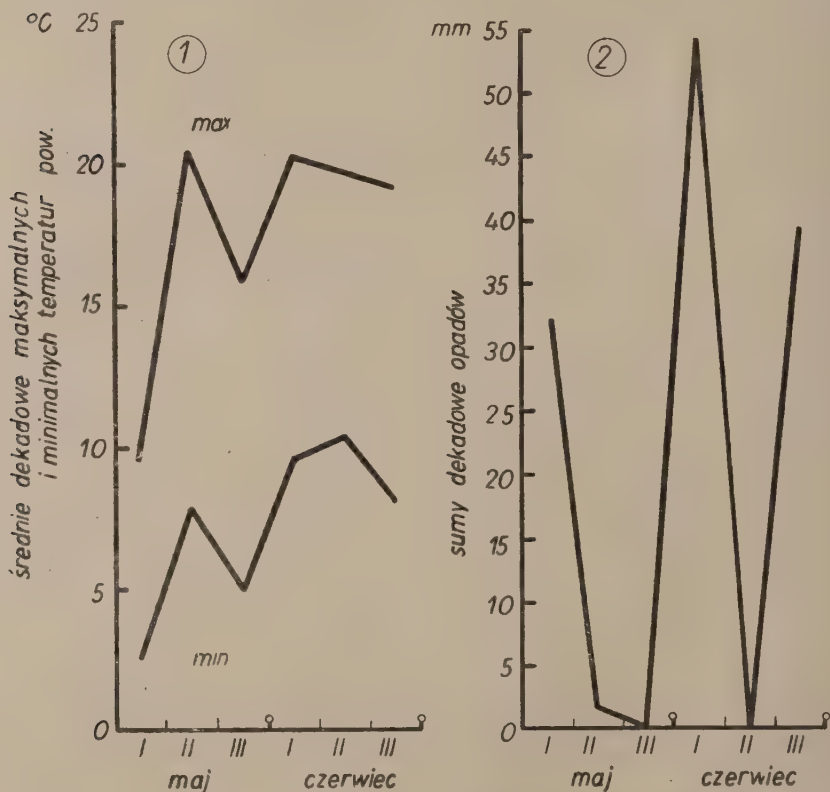 °C
25
20
15
10
5
0
średnie dekadowe maksymalnych
i minimalnych temperatur pow.
1
max
min
I II III I II III
maj czerwiec
mm
55
50
45
40
35
30
25
20
15
10
5
0
sumy dekadowe opadów
2
I II III I II III
maj czerwiec